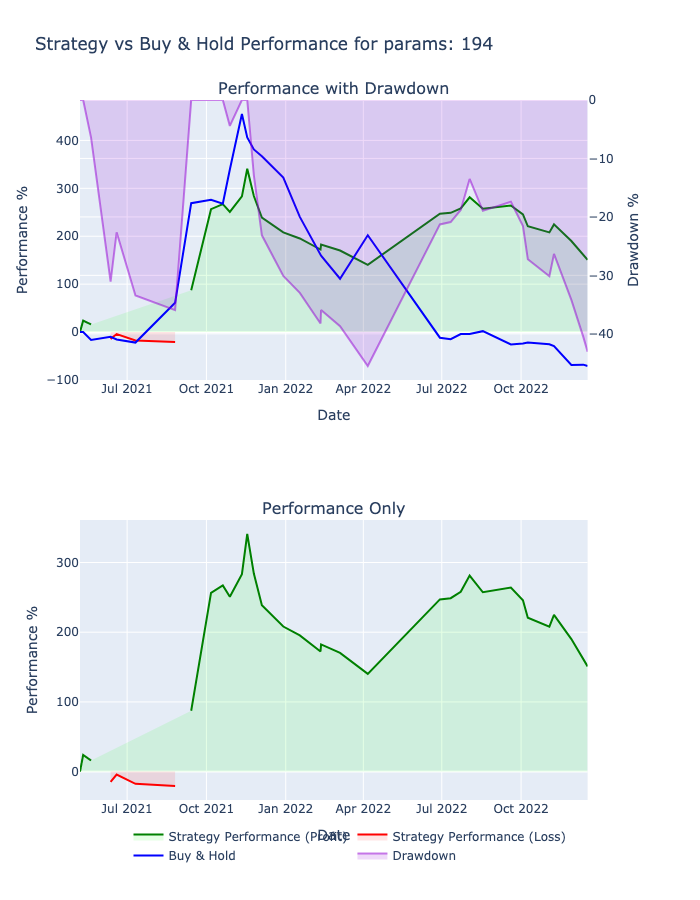 Strategy vs Buy & Hold Performance for params: 194
Performance with Drawdown
400
300
200
100
0
−100
Performance %
0
−10
−20
−30
−40
Drawdown %
Jul 2021 Oct 2021 Jan 2022 Apr 2022 Jul 2022 Oct 2022
Date
Performance Only
300
200
100
0
Performance %
Jul 2021 Oct 2021 Jan 2022 Apr 2022 Jul 2022 Oct 2022
Date
Strategy Performance (Profit) Strategy Performance (Loss)
Buy & Hold Drawdown